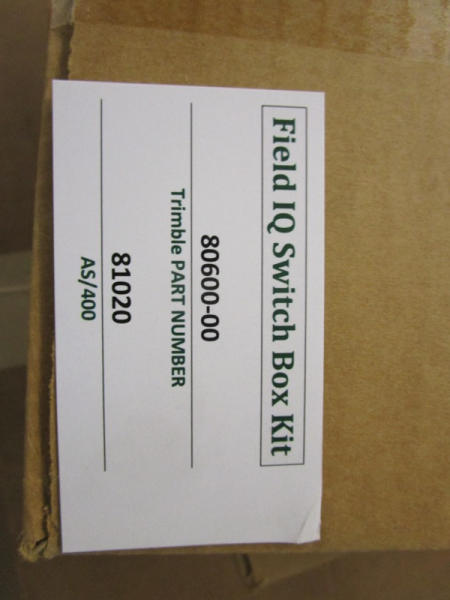 Field IQ Switch Box Kit
80600-00
Trimble PART NUMBER
81020
AS/400